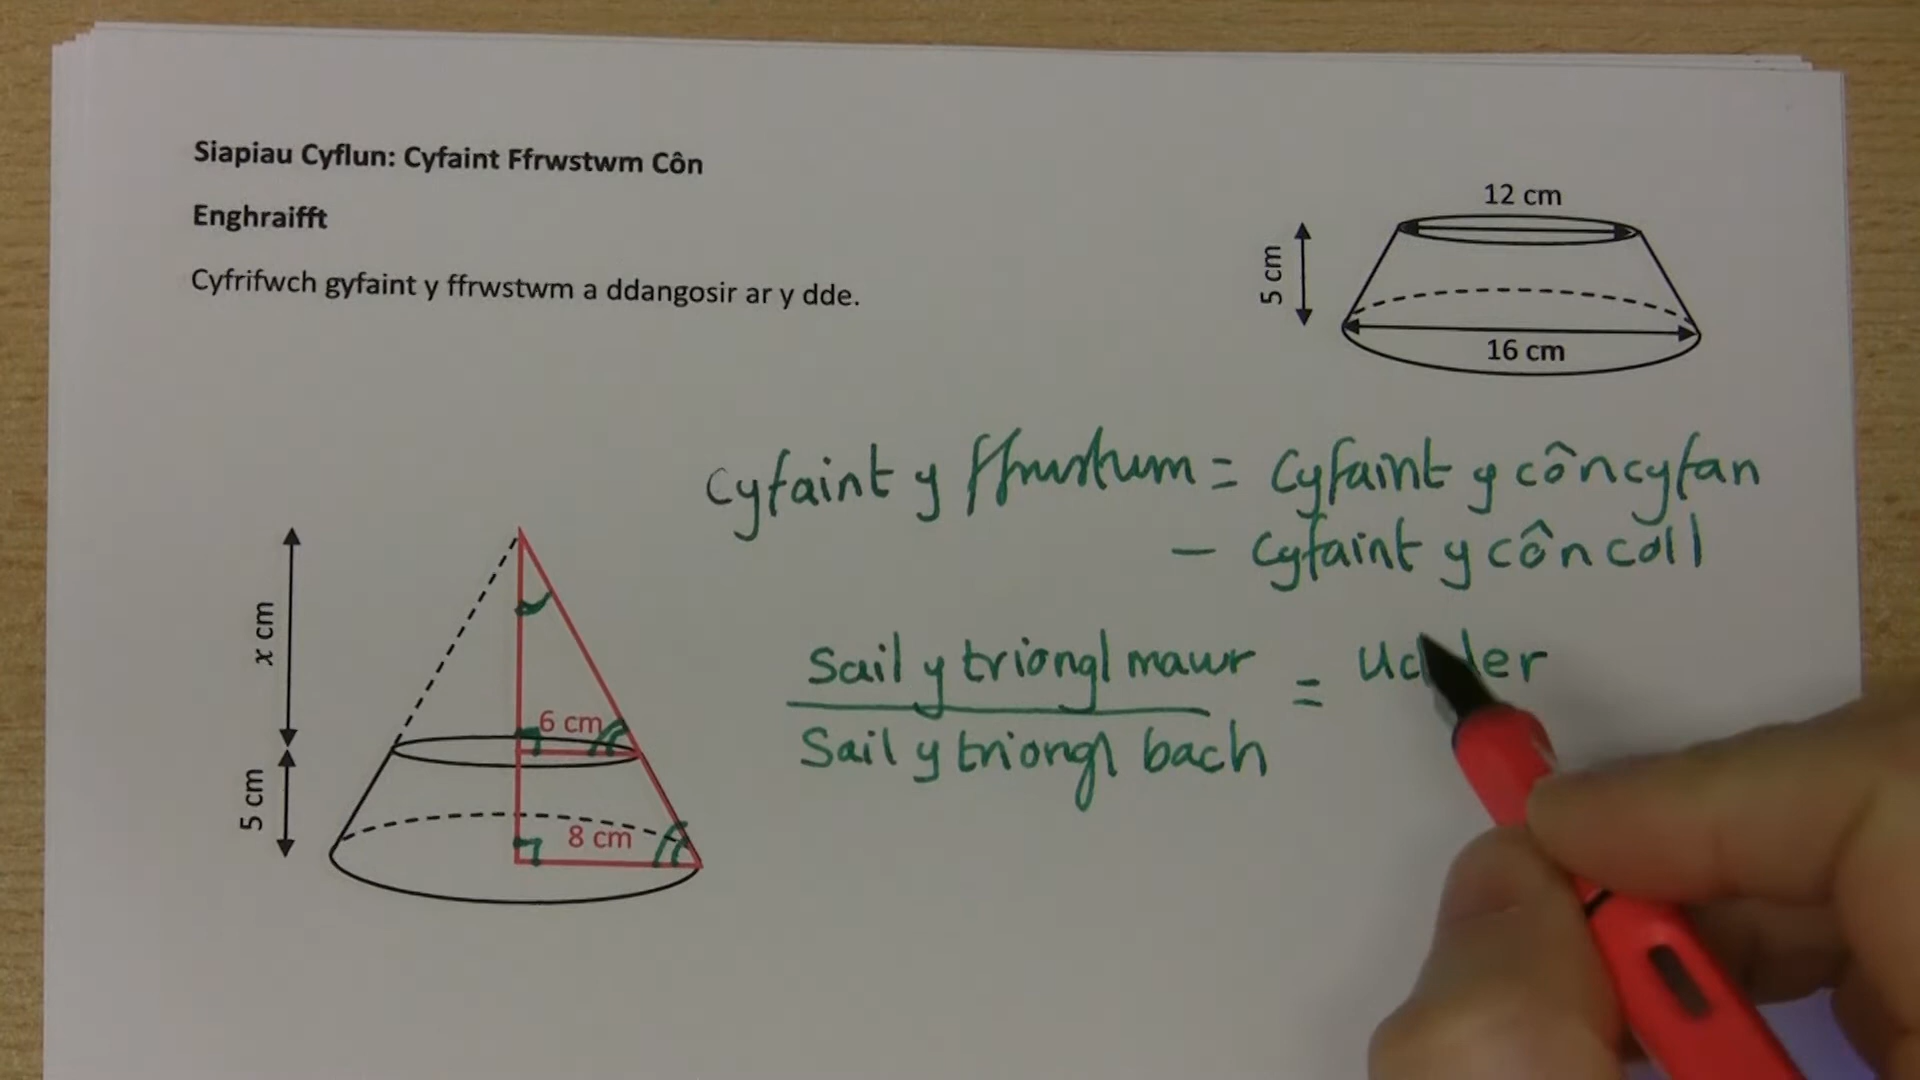 Siapiau Cyflun: Cyfaint Ffrwstwm Côn
Enghraifft
Cyfrifwch gyfaint y ffrwstwm a ddangosir ar y dde.
12 cm
5 cm
16 cm
Cyfaint y ffrwstwm = Cyfaint y côn cyfan
- Cyfaint y côn coll
Sail y triongl mawr
=
Sail y triongl bach
x cm
6 cm
5 cm
8 cm